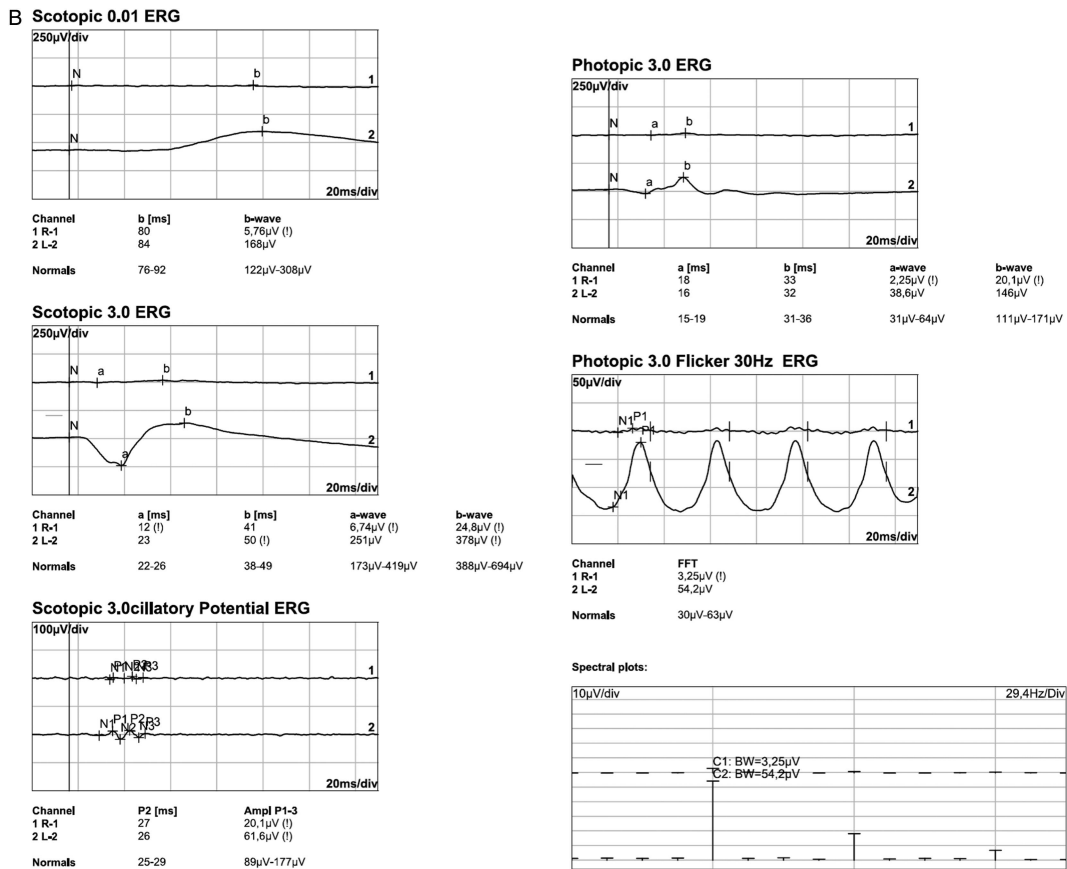 B
Scotopic 0.01 ERG
250µV/div
N
b
1
N
b
2
20ms/div
Channel b [ms] b-wave
1 R-1 80 5,76µV (!)
2 L-2 84 168µV
Normals 76-92 122µV-308µV
Scotopic 3.0 ERG
250µV/div
N
a
b
1
N
a
b
2
20ms/div
Channel a [ms] b [ms] a-wave b-wave
1 R-1 12 (!) 41 6,74µV (!) 24,8µV (!)
2 L-2 23 50 (!) 251µV 378µV (!)
Normals 22-26 38-49 173µV-419µV 388µV-694µV
Scotopic 3.0cillatory Potential ERG
100µV/div
N1 P1 N2 P2 N3 P3
1
N1 P1 N2 P2 N3 P3
2
20ms/div
Channel P2 [ms] Ampl P1-3
1 R-1 27 20,1µV (!)
2 L-2 26 61,6µV (!)
Normals 25-29 89µV-177µV
Photopic 3.0 ERG
250µV/div
N
a
b
1
N
a
b
2
20ms/div
Channel a [ms] b [ms] a-wave b-wave
1 R-1 18 33 2,25µV (!) 20,1µV (!)
2 L-2 16 32 38,6µV 146µV
Normals 15-19 31-36 31µV-64µV 111µV-171µV
Photopic 3.0 Flicker 30Hz ERG
50µV/div
N1 P1
1
P1
N1
2
20ms/div
Channel FFT
1 R-1 3,25µV (!)
2 L-2 54,2µV
Normals 30µV-63µV
Spectral plots:
10µV/div 29,4Hz/Div
C1: BW=3,25µV
C2: BW=54,2µV